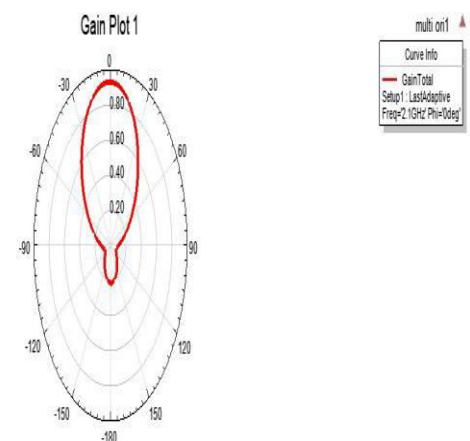 Gain Plot 1
multi ori1
Curve Info
GainTotal
Setup1 : LastAdaptive
Freq='2.1GHz' Phi='0deg'
0
-30
30
0.80
-60
0.60
60
0.40
0.20
-90
90
-120
120
-150
150
-180